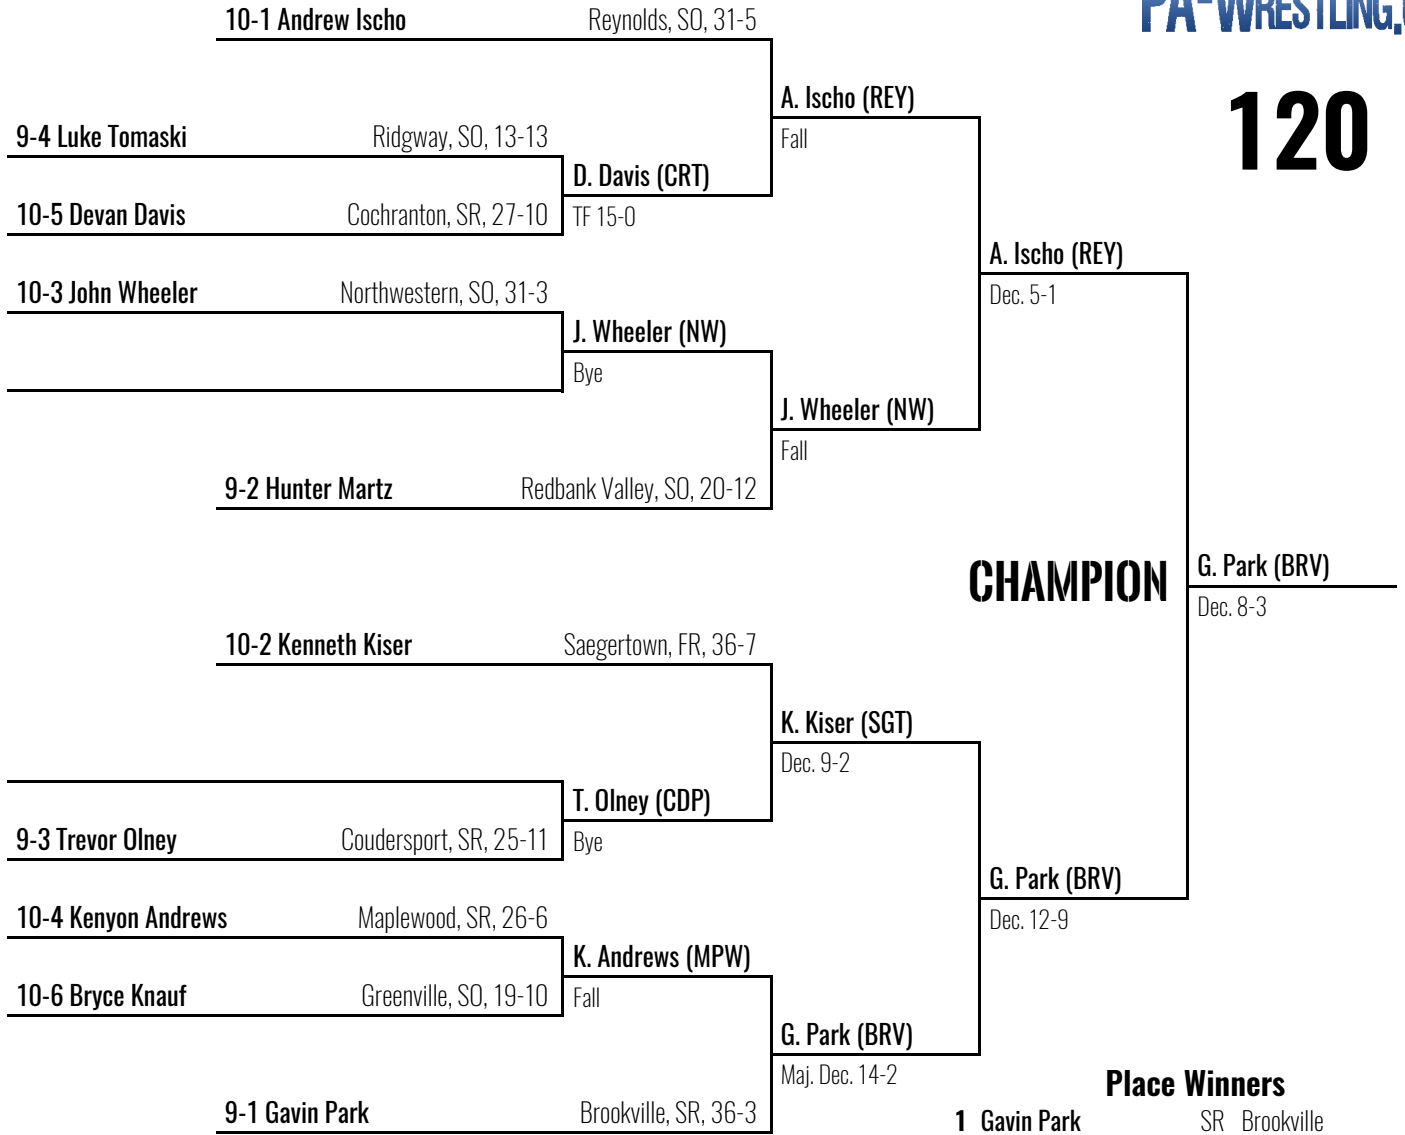 10-1 Andrew Ischo Reynolds, SO, 31-5
120
A. Ischo (REY)
Fall
9-4 Luke Tomaski Ridgway, SO, 13-13
D. Davis (CRT)
10-5 Devan Davis Cochranton, SR, 27-10
TF 15-0
A. Ischo (REY)
Dec. 5-1
10-3 John Wheeler Northwestern, SO, 31-3
J. Wheeler (NW)
Bye
J. Wheeler (NW)
Fall
9-2 Hunter Martz Redbank Valley, SO, 20-12
CHAMPION
G. Park (BRV)
Dec. 8-3
10-2 Kenneth Kiser Saegertown, FR, 36-7
K. Kiser (SGT)
Dec. 9-2
T. Olney (CDP)
9-3 Trevor Olney Coudersport, SR, 25-11
Bye
G. Park (BRV)
Dec. 12-9
10-4 Kenyon Andrews Maplewood, SR, 26-6
K. Andrews (MPW)
10-6 Bryce Knauf Greenville, SO, 19-10
Fall
G. Park (BRV)
Maj. Dec. 14-2
9-1 Gavin Park Brookville, SR, 36-3
Place Winners
1 Gavin Park SR Brookville